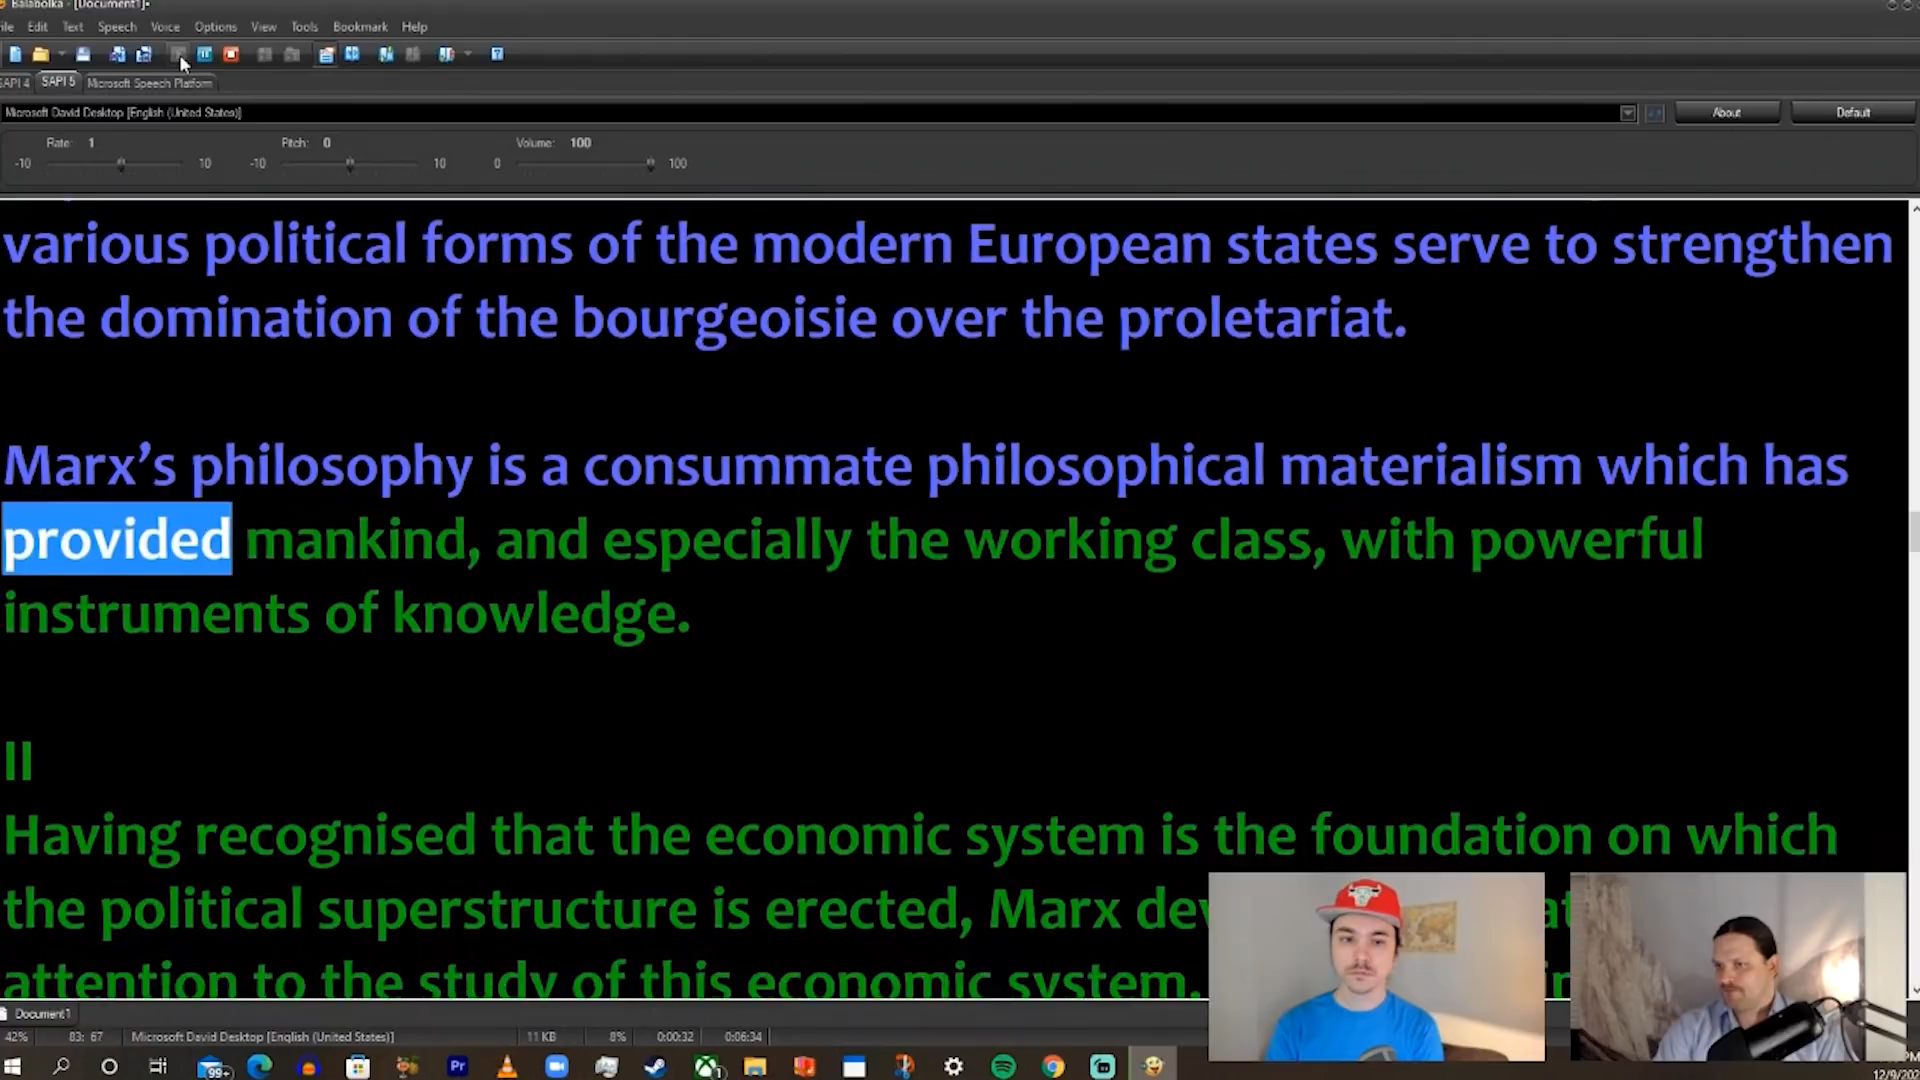 Balabolka - [Document1]*
File Edit Text Speech Voice Options View Tools Bookmark Help
SAPI 4 SAPI 5 Microsoft Speech Platform
Microsoft David Desktop [English (United States)] About Default
Rate: 1 Pitch: 0 Volume: 100
-10 10 -10 10 0 100
various political forms of the modern European states serve to strengthen
the domination of the bourgeoisie over the proletariat.
Marx’s philosophy is a consummate philosophical materialism which has
provided mankind, and especially the working class, with powerful
instruments of knowledge.
II
Having recognised that the economic system is the foundation on which
the political superstructure is erected, Marx
attention to the study of this economic system.
Document1
42% 83: 67 Microsoft David Desktop [English (United States)] 11 KB 8% 0:00:32 0:06:34
99+ Pr 1